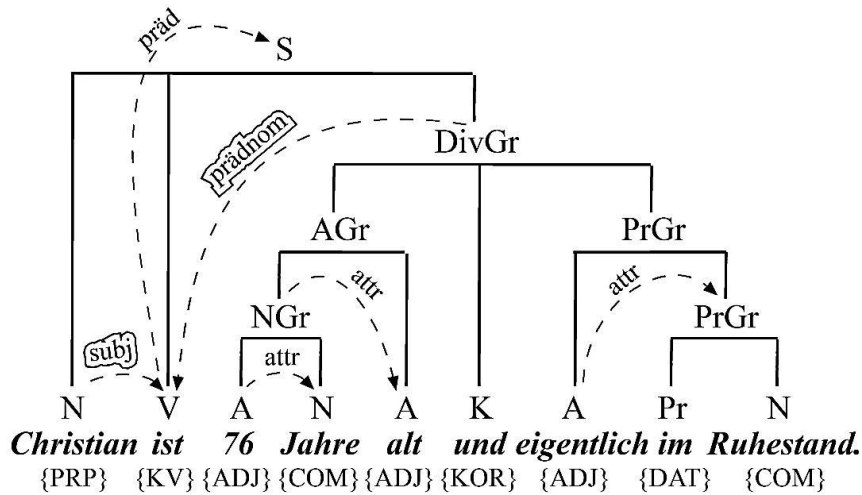 präd
S
prädnom
DivGr
AGr
PrGr
attr
attr
NGr
PrGr
subj
attr
N V A N A K A Pr N
Christian ist 76 Jahre alt und eigentlich im Ruhestand.
{PRP} {KV} {ADJ} {COM} {ADJ} {KOR} {ADJ} {DAT} {COM}